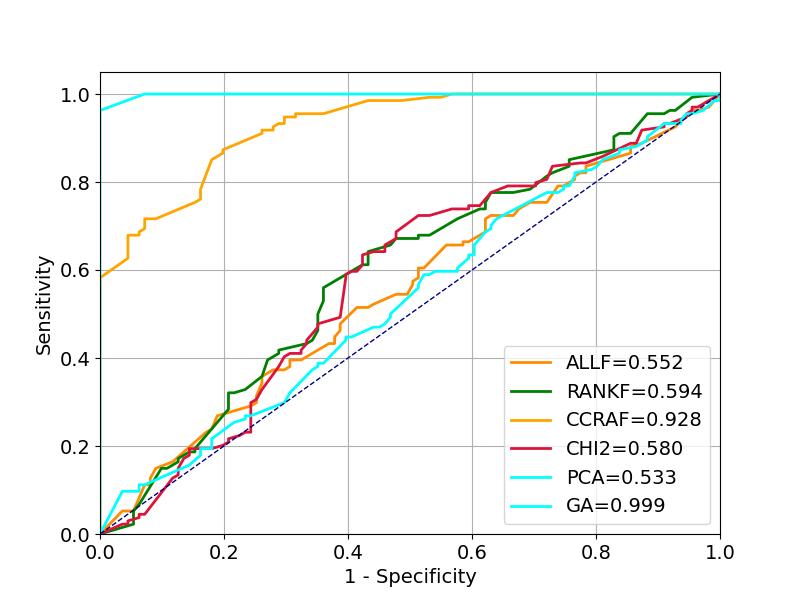 1.0
0.8
0.6
0.4
0.2
0.0
Sensitivity
ALLF=0.552
RANKF=0.594
CCRAF=0.928
CHI2=0.580
PCA=0.533
GA=0.999
0.0 0.2 0.4 0.6 0.8 1.0
1 - Specificity